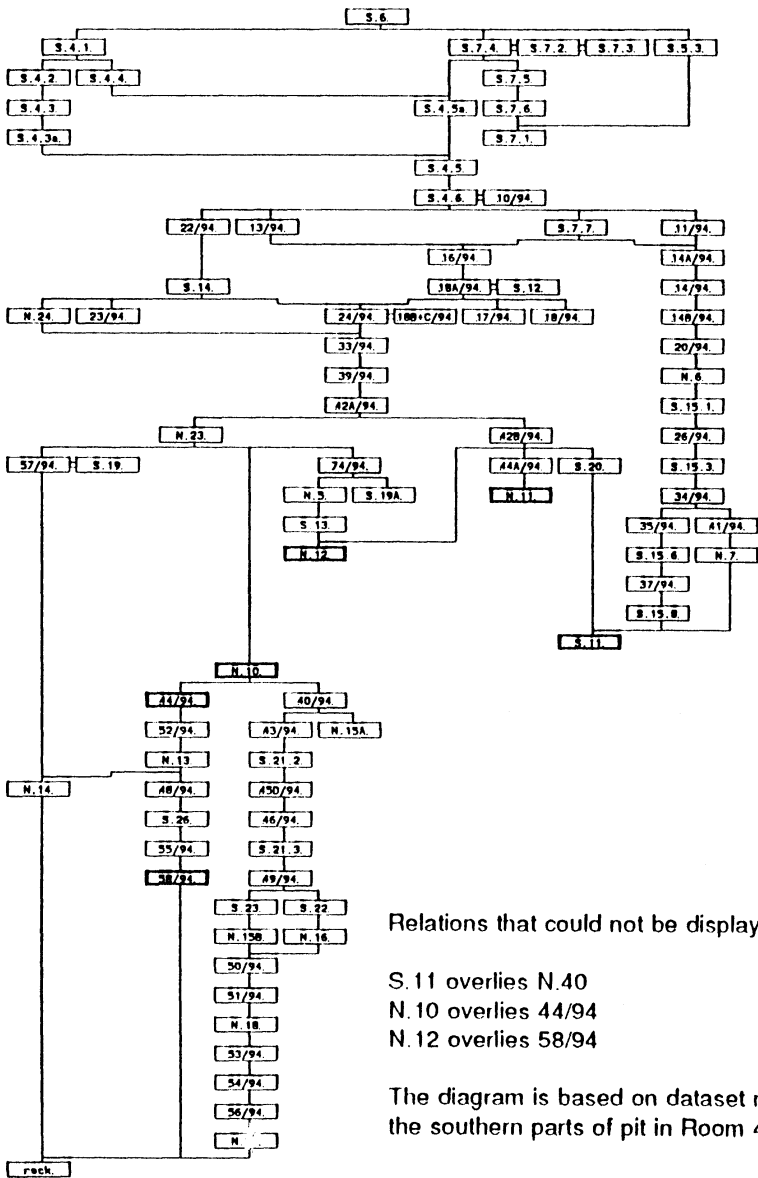 S.6.
S.4.1. S.7.4. S.7.2. S.7.3. S.5.3.
S.4.2. S.4.4. S.7.5.
S.4.3. S.4.5a. S.7.6.
S.4.3a. S.7.1.
S.4.5.
S.4.6. 10/94.
22/94. 13/94. S.7.7. 11/94.
16/94 14A/94.
S.14. 18A/94. S.12. 14/94.
N.24. 23/94 24/94. 18B+C/94 17/94. 18/94. 14B/94.
33/94. 20/94.
39/94. N.6.
42A/94. S.15.1.
N.23. 42B/94. 26/94.
57/94. S.19. 74/94. 44A/94. S.20. S.15.3.
N.5. S.19A. N.11. 34/94.
S.13. 35/94. 41/94.
N.12. S.15.6. N.7.
37/94.
S.15.8.
S.11.
N.10.
44/94. 40/94.
52/94. 43/94. N.15A.
N.13. S.21.2.
N.14. 48/94. 45D/94.
S.26. 46/94.
55/94. S.21.3.
58/94. 49/94.
S.23. S.22.
N.15B. N.16.
50/94.
51/94.
N.18.
53/94.
54/94.
56/94.
N.
rock.
Relations that could not be display
S.11 overlies N.40
N.10 overlies 44/94
N.12 overlies 58/94
The diagram is based on dataset
the southern parts of pit in Room